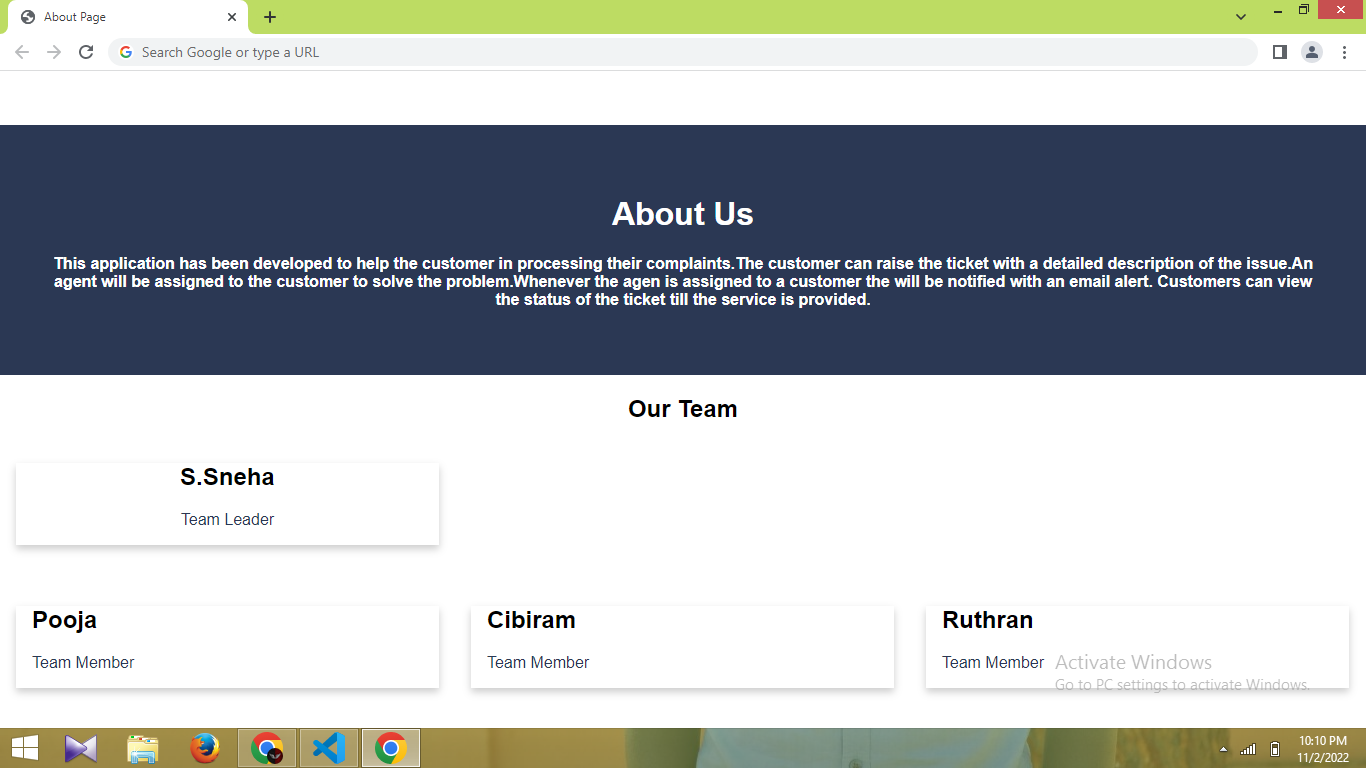 About Page
Search Google or type a URL
About Us
This application has been developed to help the customer in processing their complaints.The customer can raise the ticket with a detailed description of the issue.An
agent will be assigned to the customer to solve the problem.Whenever the agen is assigned to a customer the will be notified with an email alert. Customers can view
the status of the ticket till the service is provided.
Our Team
S.Sneha
Team Leader
Pooja
Team Member
Cibiram
Team Member
Ruthran
Team Member
Activate Windows
Go to PC settings to activate Windows.
10:10 PM
11/2/2022